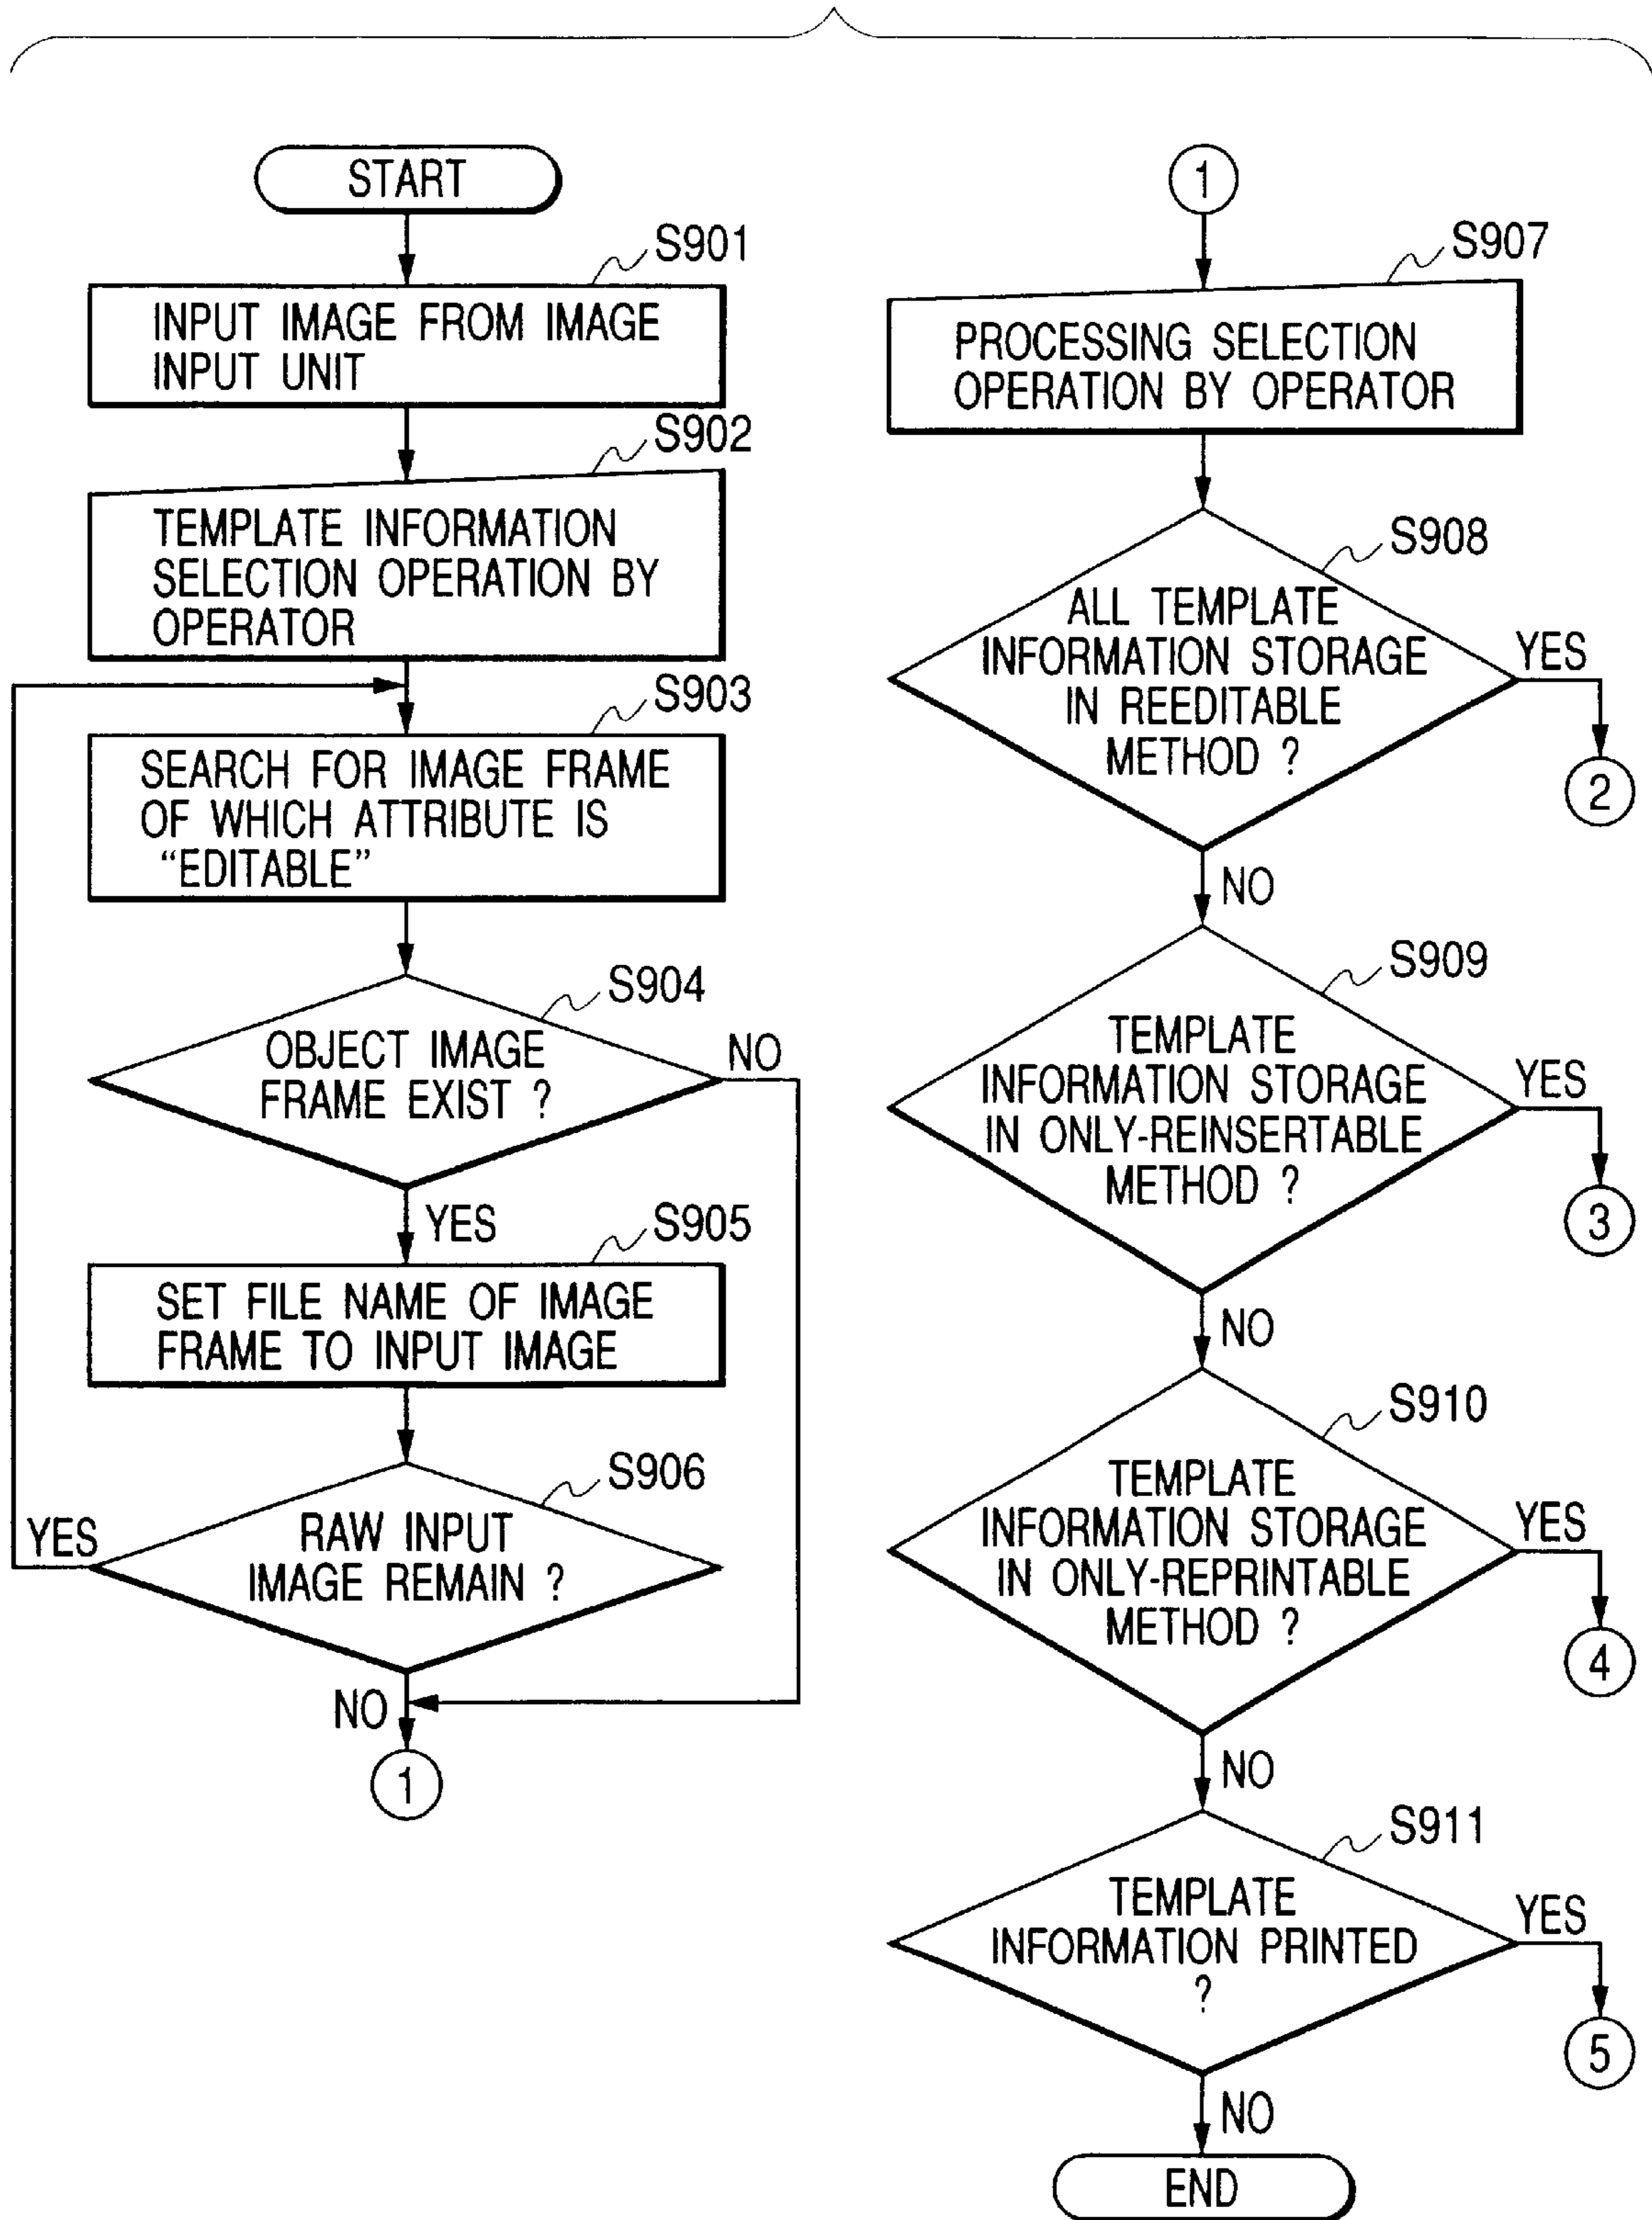 START
S901
INPUT IMAGE FROM IMAGE
INPUT UNIT
S902
TEMPLATE INFORMATION
SELECTION OPERATION BY
OPERATOR
S903
SEARCH FOR IMAGE FRAME
OF WHICH ATTRIBUTE IS
“EDITABLE”
S904
OBJECT IMAGE
FRAME EXIST ?
NO
YES
S905
SET FILE NAME OF IMAGE
FRAME TO INPUT IMAGE
S906
RAW INPUT
IMAGE REMAIN ?
YES
NO
1
1
S907
PROCESSING SELECTION
OPERATION BY OPERATOR
S908
ALL TEMPLATE
INFORMATION STORAGE
IN REEDITABLE
METHOD ?
YES
2
NO
S909
TEMPLATE
INFORMATION STORAGE
IN ONLY-REINSERTABLE
METHOD ?
YES
3
NO
S910
TEMPLATE
INFORMATION STORAGE
IN ONLY-REPRINTABLE
METHOD ?
YES
4
NO
S911
TEMPLATE
INFORMATION PRINTED
?
YES
5
NO
END